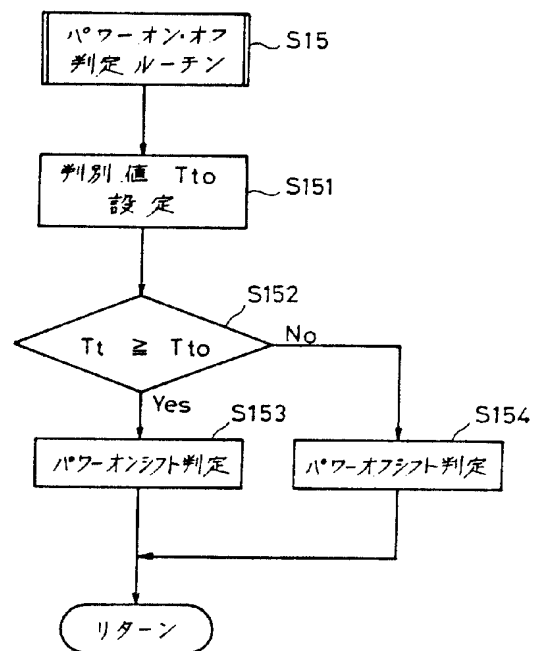 パワーオン・オフ
判定ルーチン
S15
判別値 Tto
設定
S151
S152
Tt ≧ Tto
No
Yes
S153
パワーオンシフト判定
S154
パワーオフシフト判定
リターン